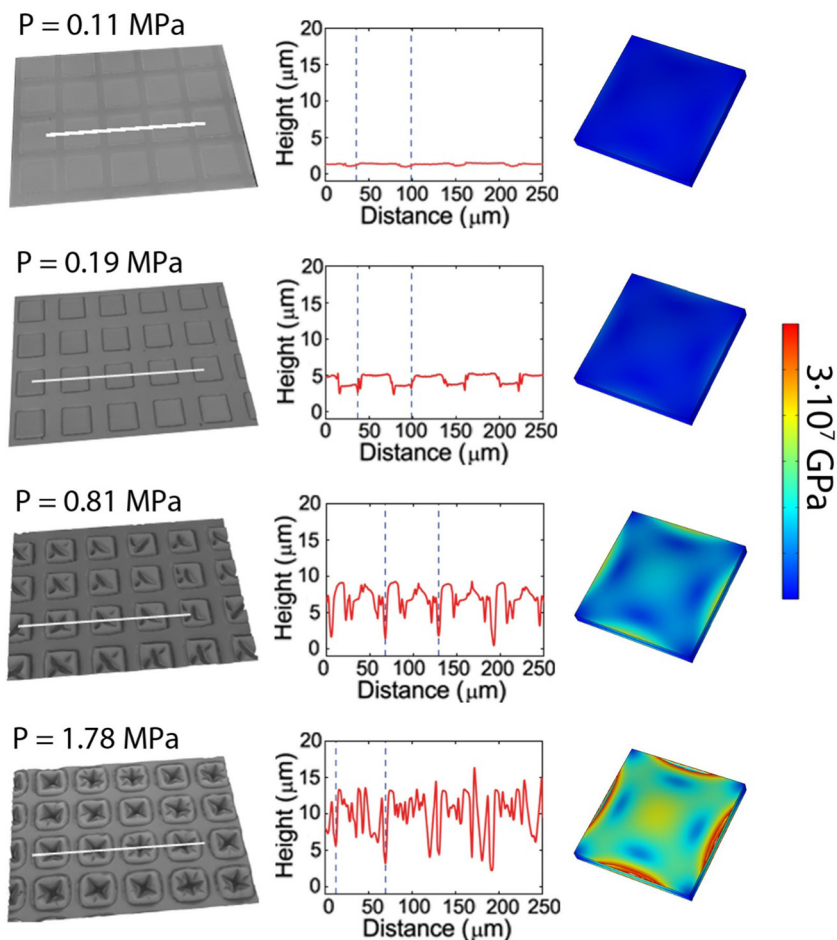 P = 0.11 MPa
Height (μm)
20
15
10
5
0
0 50 100 150 200 250
Distance (μm)
P = 0.19 MPa
Height (μm)
20
15
10
5
0
0 50 100 150 200 250
Distance (μm)
3·10⁷ GPa
P = 0.81 MPa
Height (μm)
20
15
10
5
0
0 50 100 150 200 250
Distance (μm)
P = 1.78 MPa
Height (μm)
20
15
10
5
0
0 50 100 150 200 250
Distance (μm)